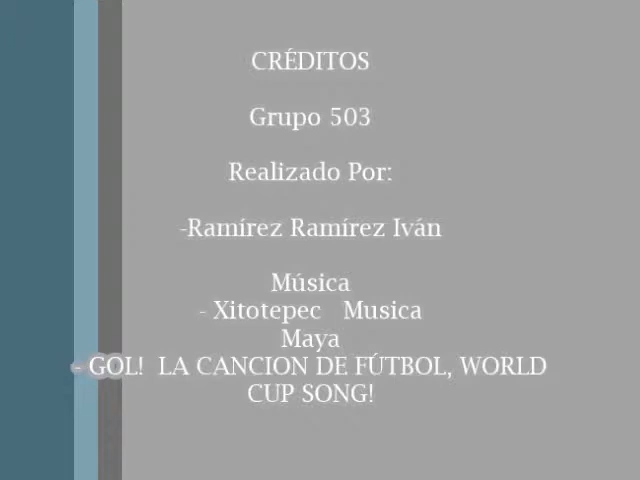 CRÉDITOS
Grupo 503
Realizado Por:
-Ramírez Ramírez Iván
Música
- Xitotepec Musica
Maya
- GOL! LA CANCION DE FÚTBOL, WORLD
CUP SONG!